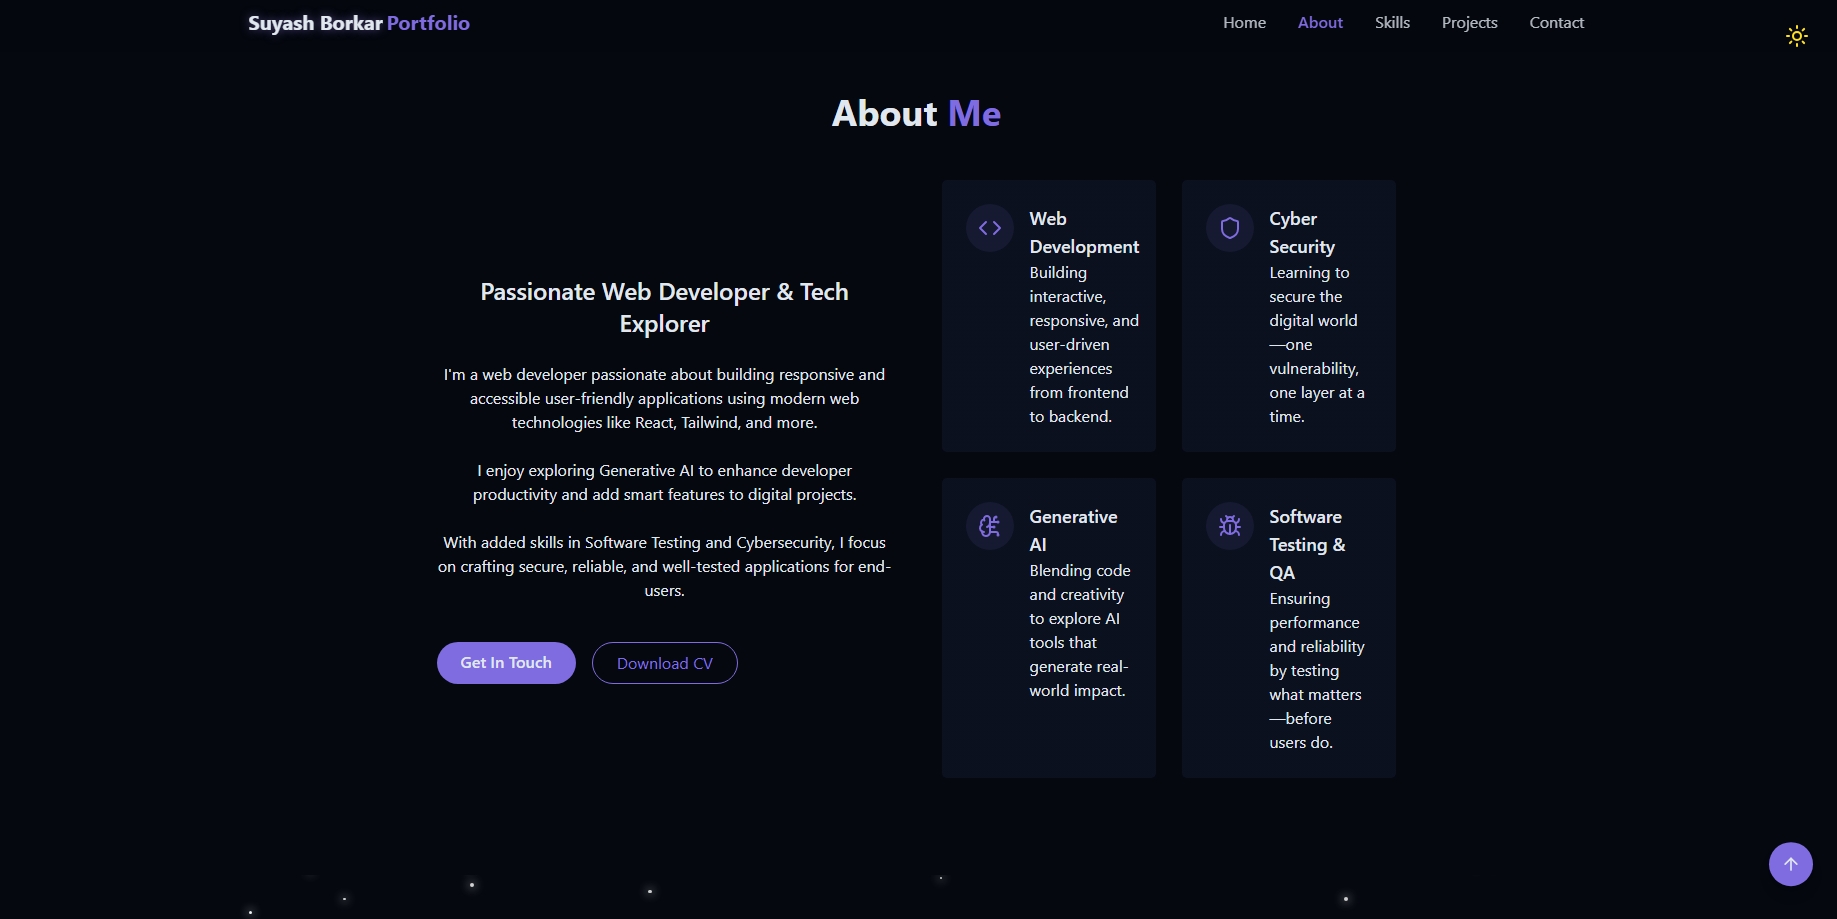 Suyash Borkar Portfolio
Home About Skills Projects Contact
About Me
Passionate Web Developer & Tech
Explorer
I'm a web developer passionate about building responsive and
accessible user-friendly applications using modern web
technologies like React, Tailwind, and more.
I enjoy exploring Generative AI to enhance developer
productivity and add smart features to digital projects.
With added skills in Software Testing and Cybersecurity, I focus
on crafting secure, reliable, and well-tested applications for end-
users.
Get In Touch
Download CV
Web
Development
Building
interactive,
responsive, and
user-driven
experiences
from frontend
to backend.
Cyber
Security
Learning to
secure the
digital world
—one
vulnerability,
one layer at a
time.
Generative
AI
Blending code
and creativity
to explore AI
tools that
generate real-
world impact.
Software
Testing &
QA
Ensuring
performance
and reliability
by testing
what matters
—before
users do.